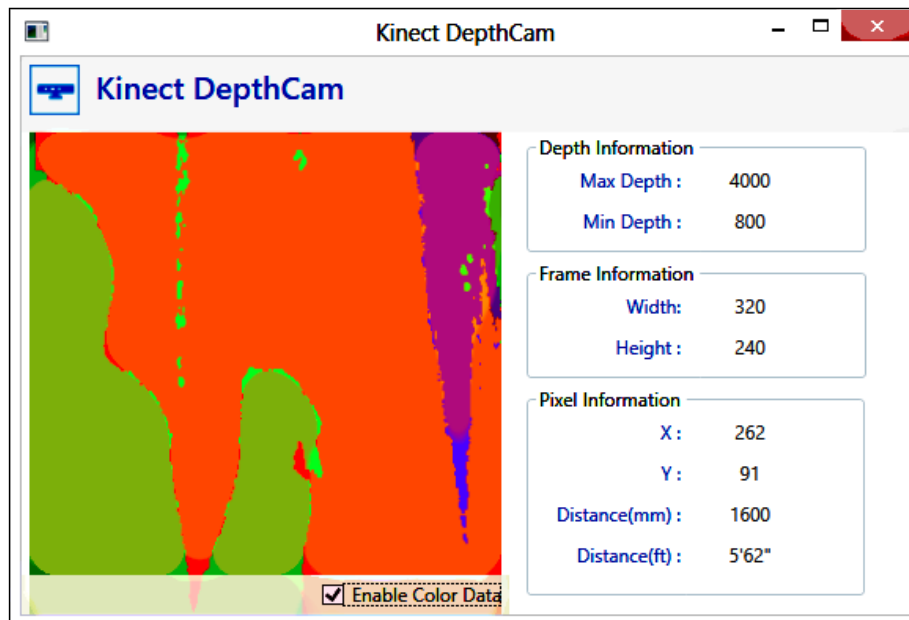 Kinect DepthCam
Kinect DepthCam
Depth Information
Max Depth : 4000
Min Depth : 800
Frame Information
Width: 320
Height : 240
Pixel Information
X : 262
Y : 91
Distance(mm) : 1600
Distance(ft) : 5'62"
Enable Color Data